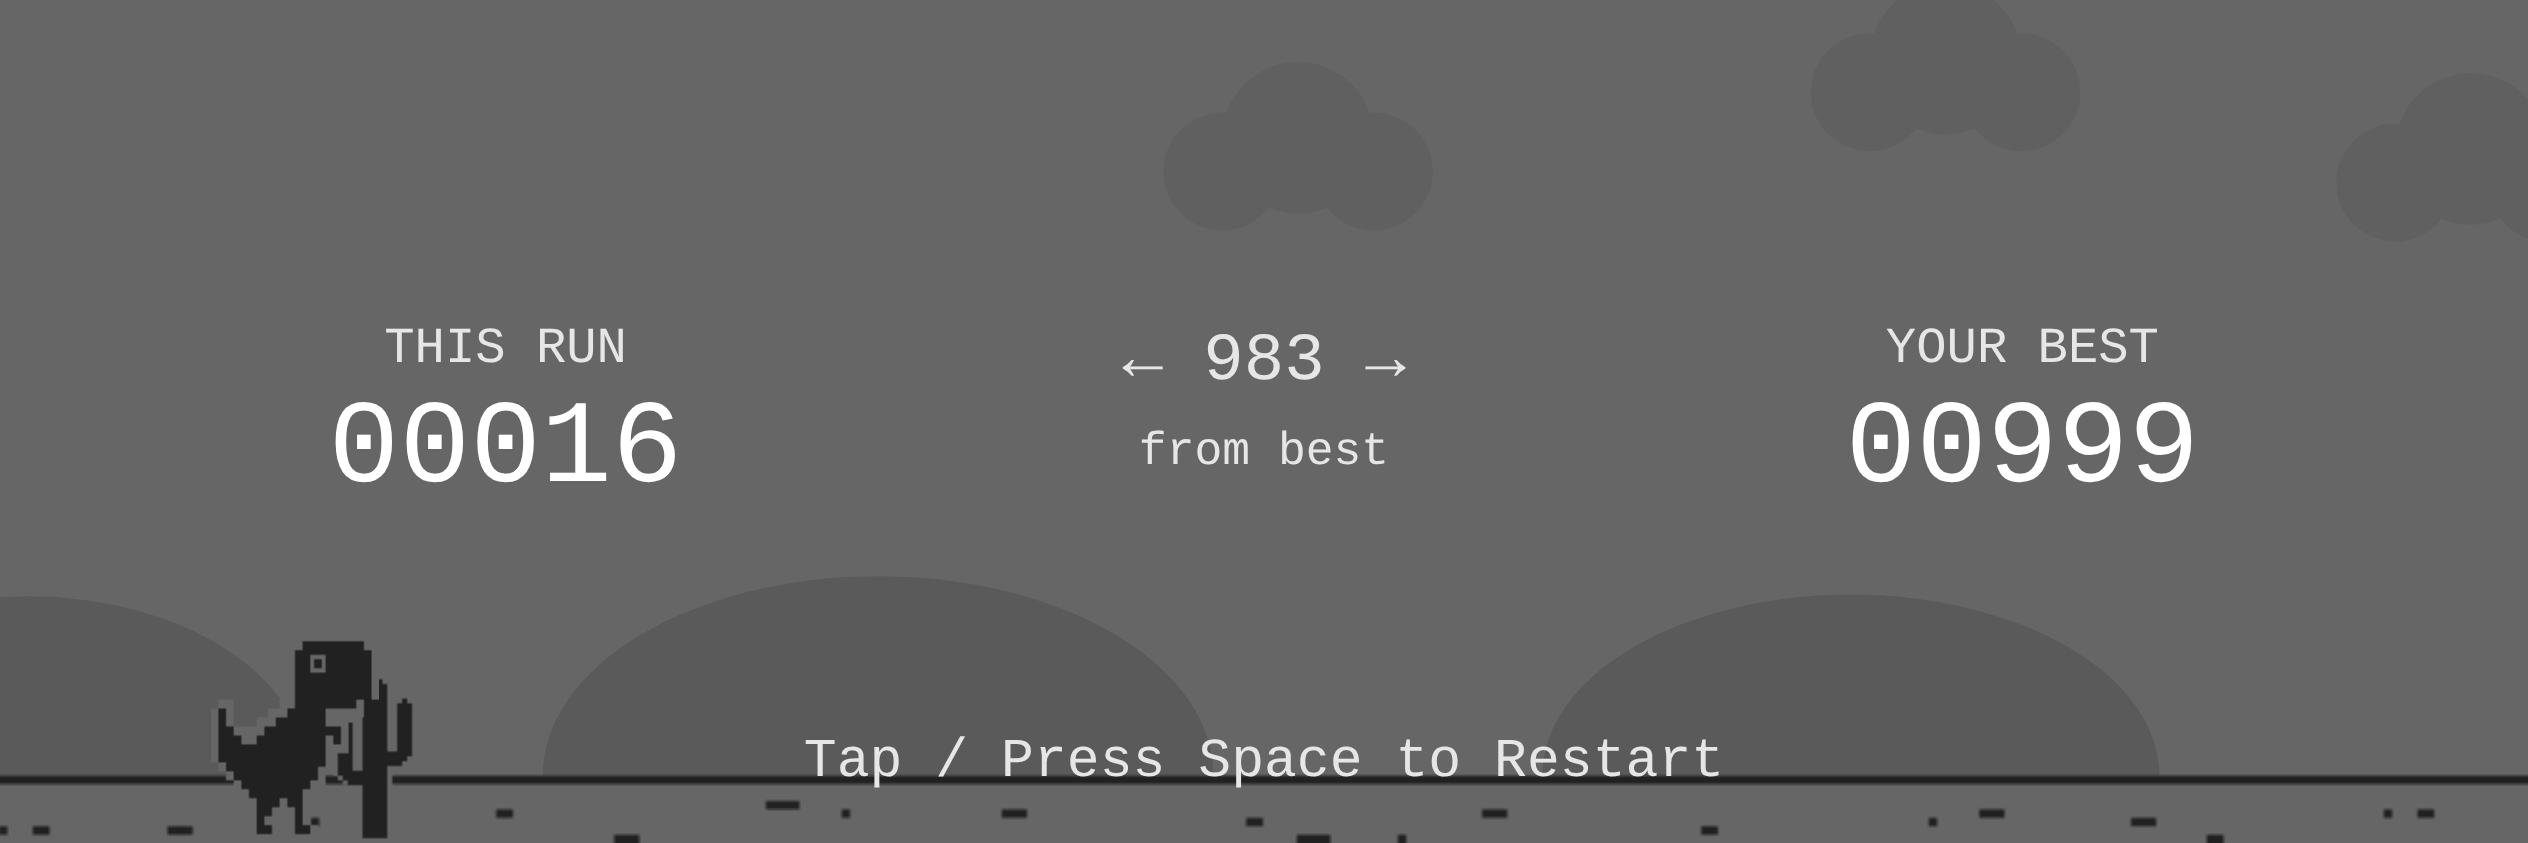 THIS RUN
00016
← 983 →
from best
YOUR BEST
00999
Tap / Press Space to Restart